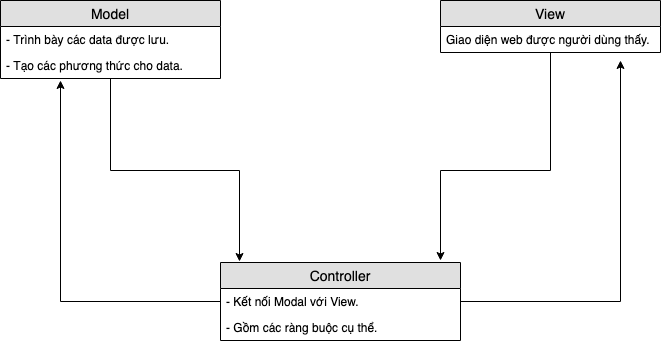 Model
- Trình bày các data được lưu.
- Tạo các phương thức cho data.
View
Giao diện web được người dùng thấy.
Controller
- Kết nối Modal với View.
- Gồm các ràng buộc cụ thể.